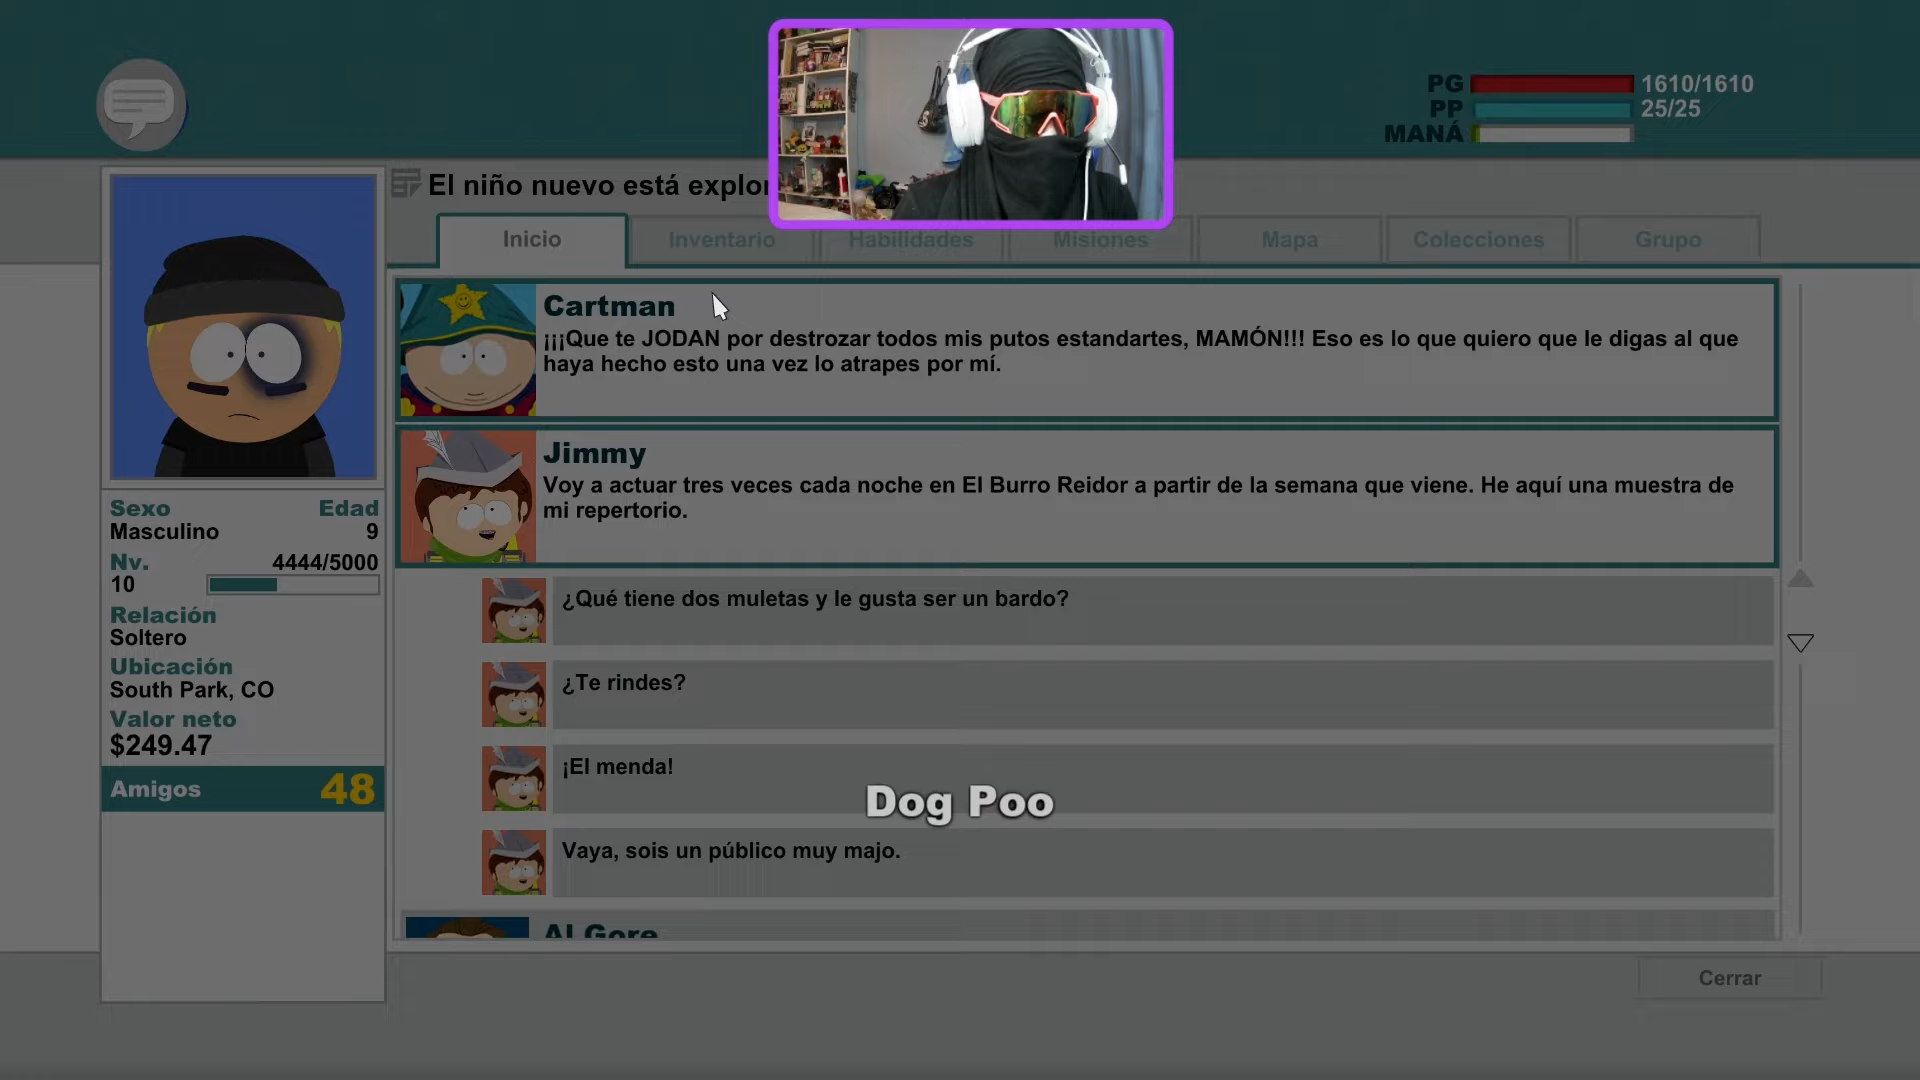 PG 1610/1610
PP 25/25
MANÁ
El niño nuevo está explor
Inicio
Inventario
Habilidades
Misiones
Mapa
Colecciones
Grupo
Cartman
¡¡¡Que te JODAN por destrozar todos mis putos estandartes, MAMÓN!!! Eso es lo que quiero que le digas al que
haya hecho esto una vez lo atrapes por mí.
Jimmy
Voy a actuar tres veces cada noche en El Burro Reidor a partir de la semana que viene. He aquí una muestra de
mi repertorio.
¿Qué tiene dos muletas y le gusta ser un bardo?
¿Te rindes?
¡El menda!
Vaya, sois un público muy majo.
Al Gore
Sexo Edad
Masculino 9
Nv. 4444/5000
10
Relación
Soltero
Ubicación
South Park, CO
Valor neto
$249.47
Amigos 48
Dog Poo
Cerrar